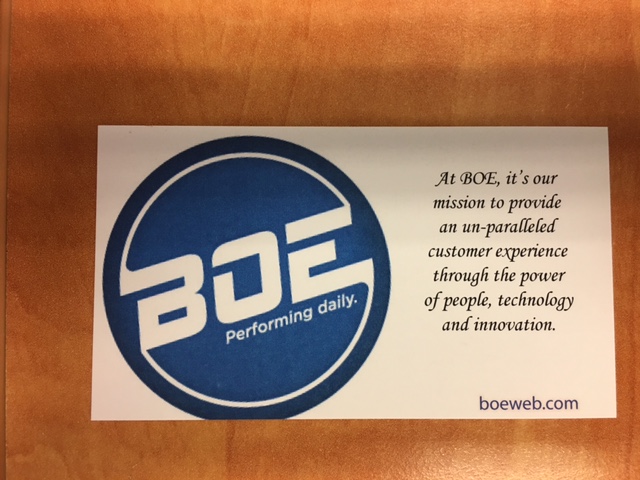 BOE
Performing daily.
At BOE, it's our
mission to provide
an un-paralleled
customer experience
through the power
of people, technology
and innovation.
boeweb.com